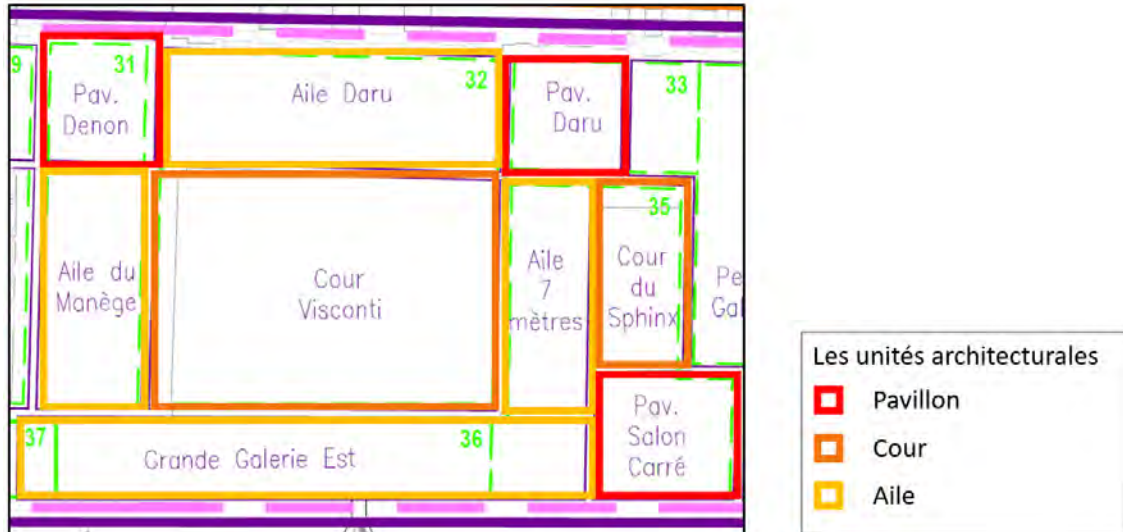 9
31
32
33
Pav.
Denon
Aile Daru
Pav.
Daru
35
Aile du
Manège
Cour
Visconti
Aile
7
mètres
Cour
du
Sphinx
Pe
Gal
37
Grande Galerie Est
36
Pav.
Salon
Carré
Les unités architecturales
Pavillon
Cour
Aile